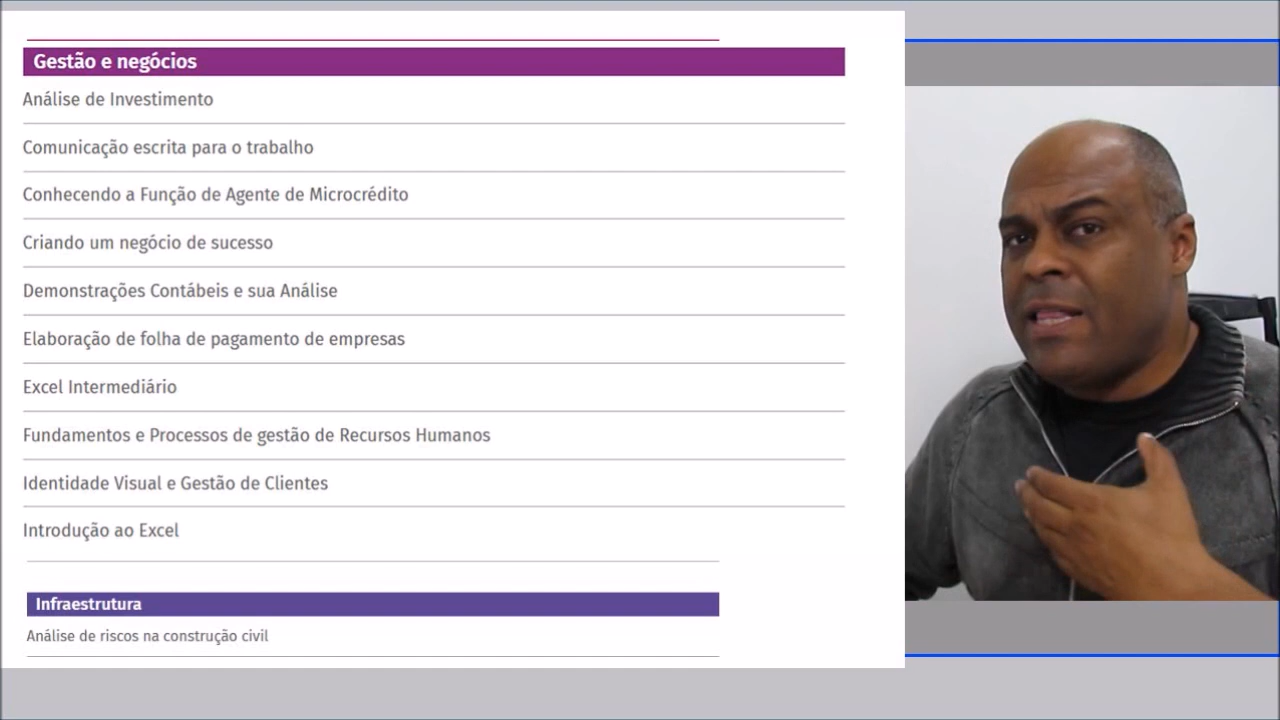 Gestão e negócios
Análise de Investimento
Comunicação escrita para o trabalho
Conhecendo a Função de Agente de Microcrédito
Criando um negócio de sucesso
Demonstrações Contábeis e sua Análise
Elaboração de folha de pagamento de empresas
Excel Intermediário
Fundamentos e Processos de gestão de Recursos Humanos
Identidade Visual e Gestão de Clientes
Introdução ao Excel
Infraestrutura
Análise de riscos na construção civil